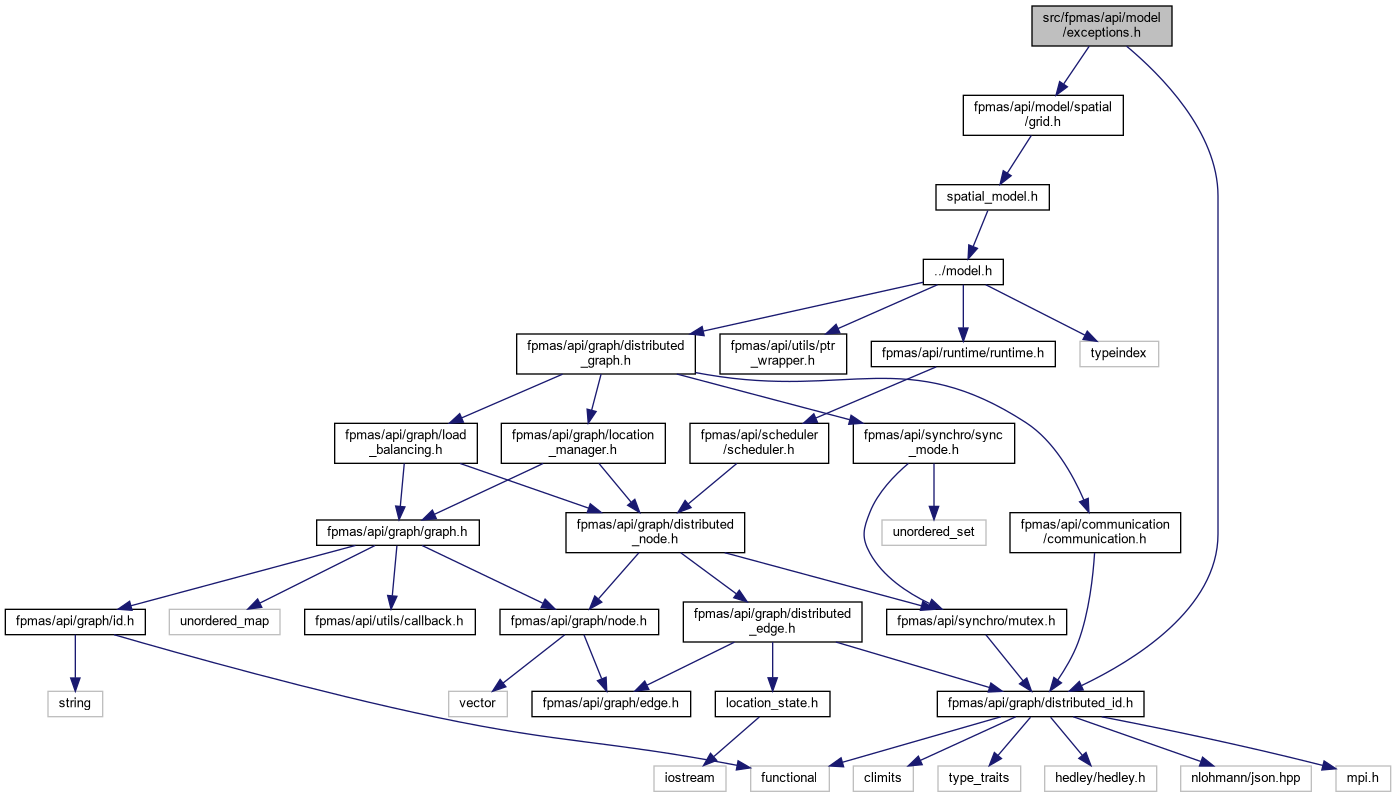 src/fpmas/api/model
/exceptions.h
fpmas/api/model/spatial
/grid.h
spatial_model.h
../model.h
fpmas/api/graph/distributed
_graph.h
fpmas/api/utils/ptr
_wrapper.h
fpmas/api/runtime/runtime.h
typeindex
fpmas/api/graph/load
_balancing.h
fpmas/api/graph/location
_manager.h
fpmas/api/scheduler
/scheduler.h
fpmas/api/synchro/sync
_mode.h
fpmas/api/graph/graph.h
fpmas/api/graph/distributed
_node.h
unordered_set
fpmas/api/communication
/communication.h
fpmas/api/graph/id.h
unordered_map
fpmas/api/utils/callback.h
fpmas/api/graph/node.h
fpmas/api/graph/distributed
_edge.h
fpmas/api/synchro/mutex.h
string
vector
fpmas/api/graph/edge.h
location_state.h
fpmas/api/graph/distributed_id.h
iostream
functional
climits
type_traits
hedley/hedley.h
nlohmann/json.hpp
mpi.h